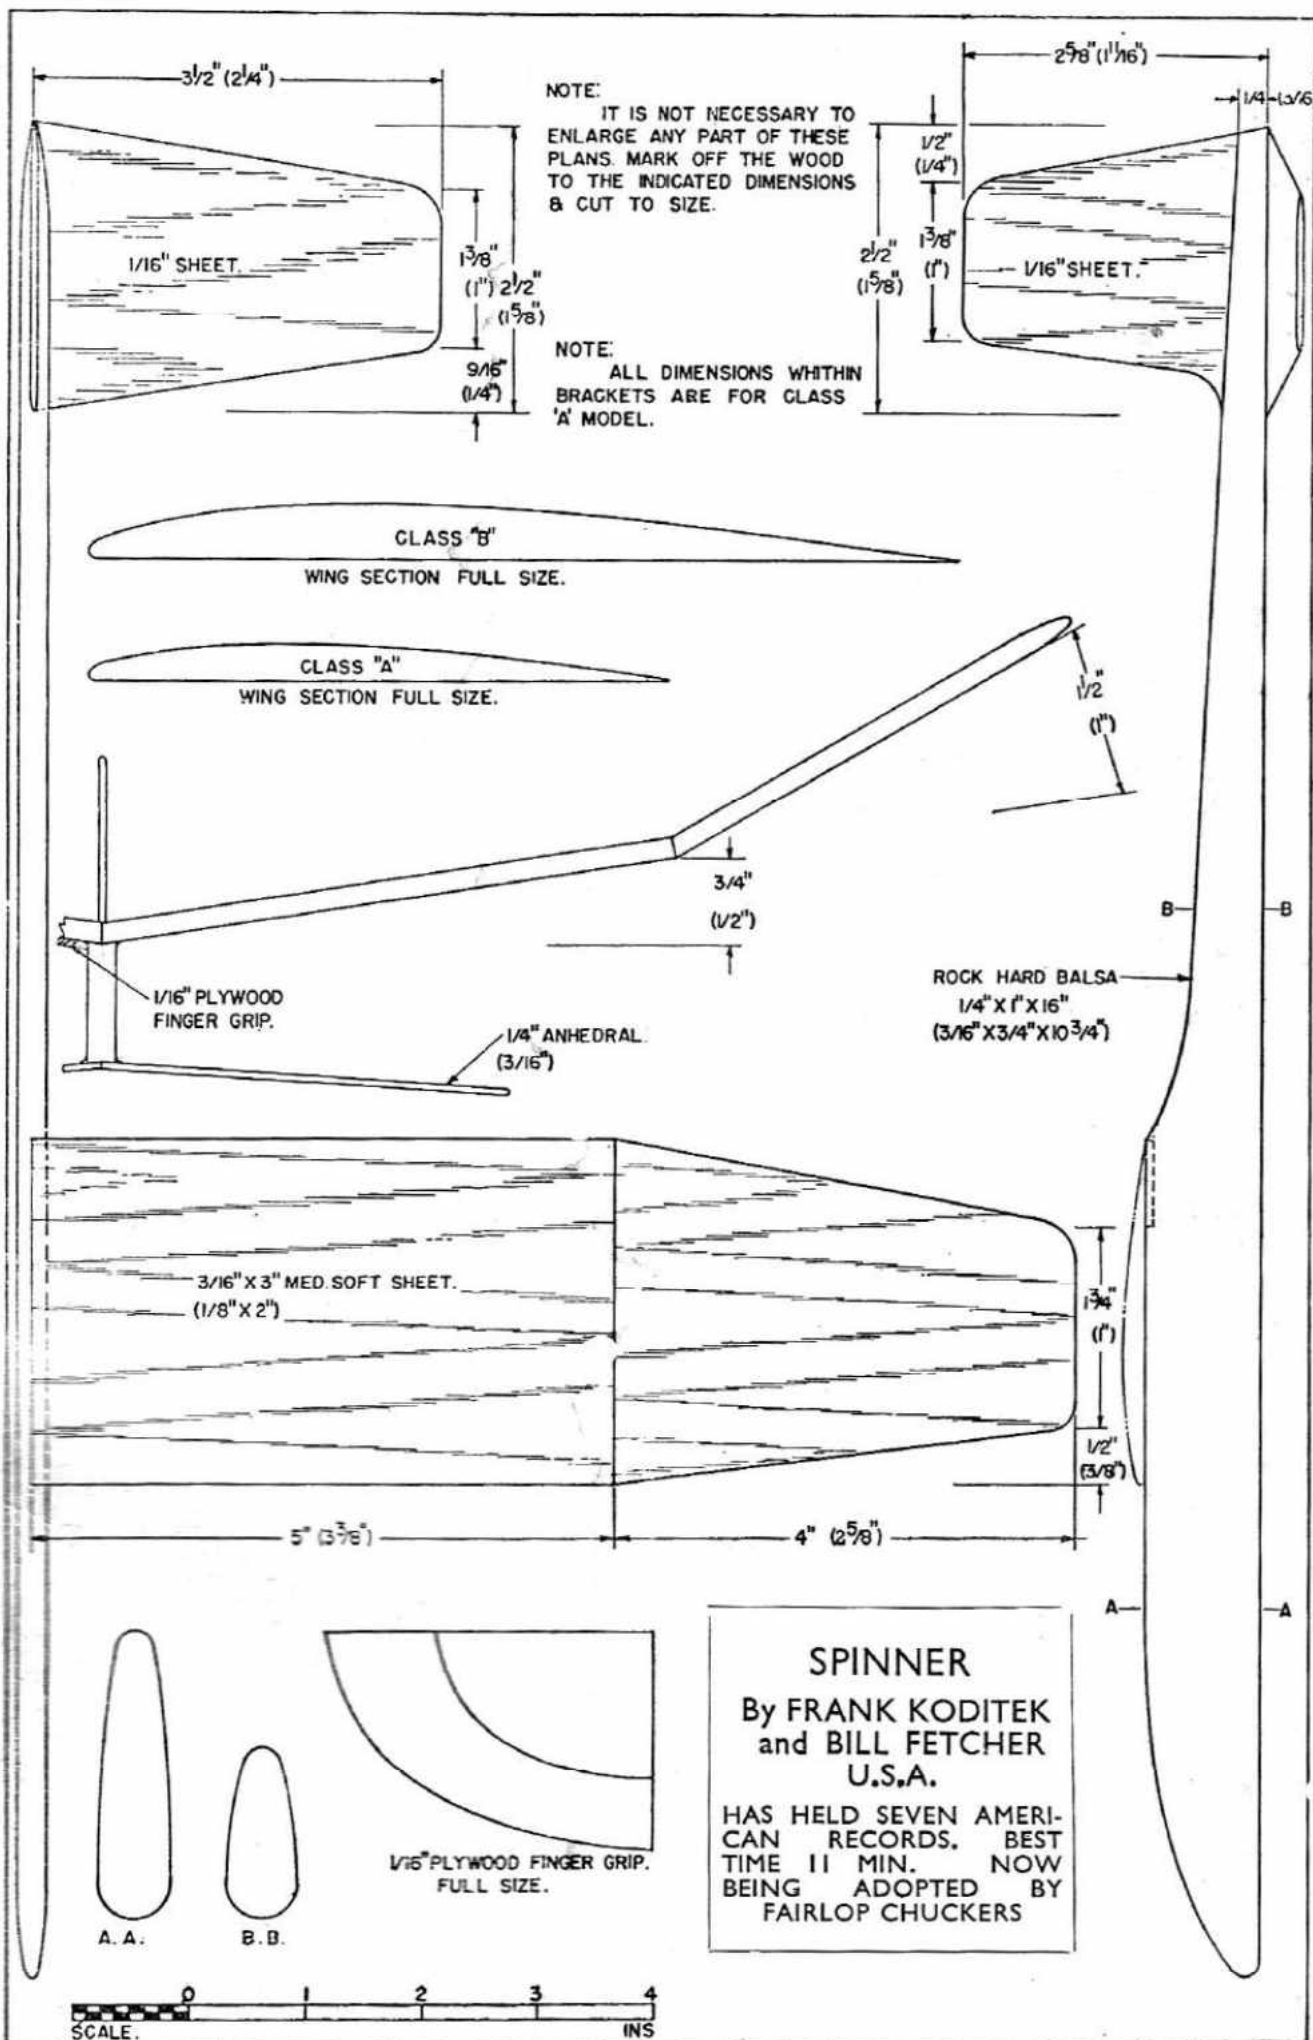 3 1/2" (2 1/4")
NOTE:
IT IS NOT NECESSARY TO
ENLARGE ANY PART OF THESE
PLANS. MARK OFF THE WOOD
TO THE INDICATED DIMENSIONS
& CUT TO SIZE.
2 5/8" (1 11/16")
1/4
1/2"
(1/4")
1/16" SHEET.
1 3/8"
(1")
2 1/2"
(1 5/8")
9/16"
(1/4")
2 1/2"
(1 5/8")
1 3/8"
(1")
1/16" SHEET.
NOTE:
ALL DIMENSIONS WHITHIN
BRACKETS ARE FOR CLASS
'A' MODEL.
CLASS "B"
WING SECTION FULL SIZE.
CLASS "A"
WING SECTION FULL SIZE.
1 1/2"
(1")
3/4"
(1/2")
B
B
1/16" PLYWOOD
FINGER GRIP.
1/4" ANHEDRAL.
(3/16")
ROCK HARD BALSA
1/4" X 1" X 16"
(3/16" X 3/4" X 10 3/4")
3/16" X 3" MED. SOFT SHEET.
(1/8" X 2")
1 3/4"
(1")
1/2"
(3/8")
5" (3 3/8")
4" (2 5/8")
A
A
SPINNER
By FRANK KODITEK
and BILL FETCHER
U.S.A.
HAS HELD SEVEN AMERI-
CAN RECORDS. BEST
TIME 11 MIN. NOW
BEING ADOPTED BY
FAIRLOP CHUCKERS
1/16" PLYWOOD FINGER GRIP.
FULL SIZE.
A. A.
B. B.
0 1 2 3 4
SCALE.
INS